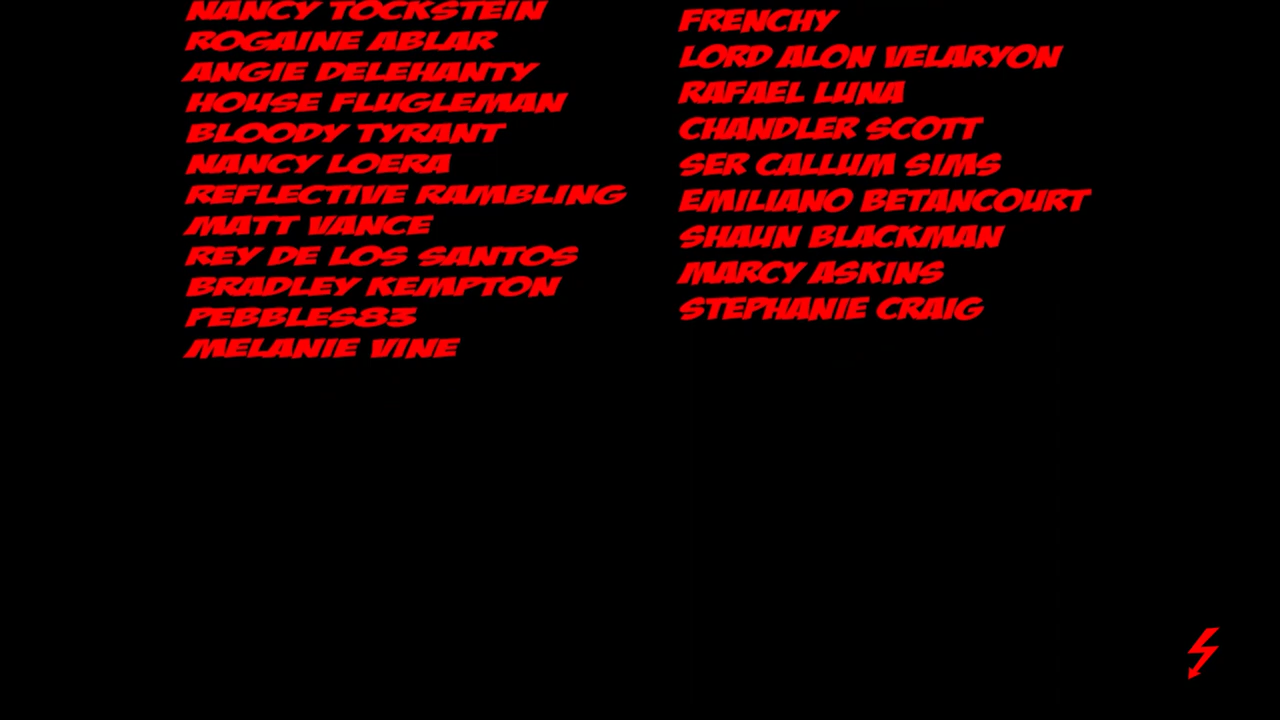 NANCY TOCKSTEIN
ROGAINE ABLAR
ANGIE DELEHANTY
HOUSE FLUGLEMAN
BLOODY TYRANT
NANCY LOERA
REFLECTIVE RAMBLING
MATT VANCE
REY DE LOS SANTOS
BRADLEY KEMPTON
PEBBLES83
MELANIE VINE
FRENCHY
LORD ALON VELARYON
RAFAEL LUNA
CHANDLER SCOTT
SER CALLUM SIMS
EMILIANO BETANCOURT
SHAUN BLACKMAN
MARCY ASKINS
STEPHANIE CRAIG